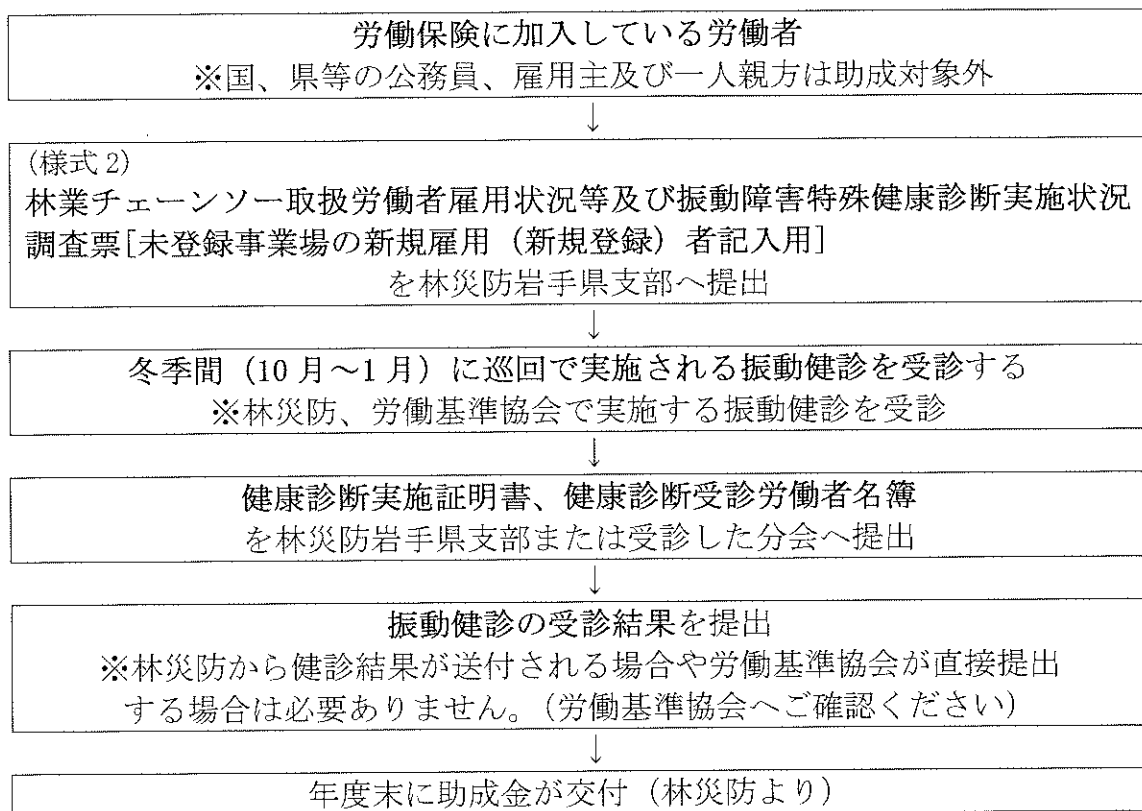 労働保険に加入している労働者
※国、県等の公務員、雇用主及び一人親方は助成対象外
↓
(様式2)
林業チェーンソー取扱労働者雇用状況等及び振動障害特殊健康診断実施状況
調査票[未登録事業場の新規雇用（新規登録）者記入用]
を林災防岩手県支部へ提出
↓
冬季間（10月～1月）に巡回で実施される振動健診を受診する
※林災防、労働基準協会で実施する振動健診を受診
↓
健康診断実施証明書、健康診断受診労働者名簿
を林災防岩手県支部または受診した分会へ提出
↓
振動健診の受診結果を提出
※林災防から健診結果が送付される場合や労働基準協会が直接提出
する場合は必要ありません。（労働基準協会へご確認ください）
↓
年度末に助成金が交付（林災防より）